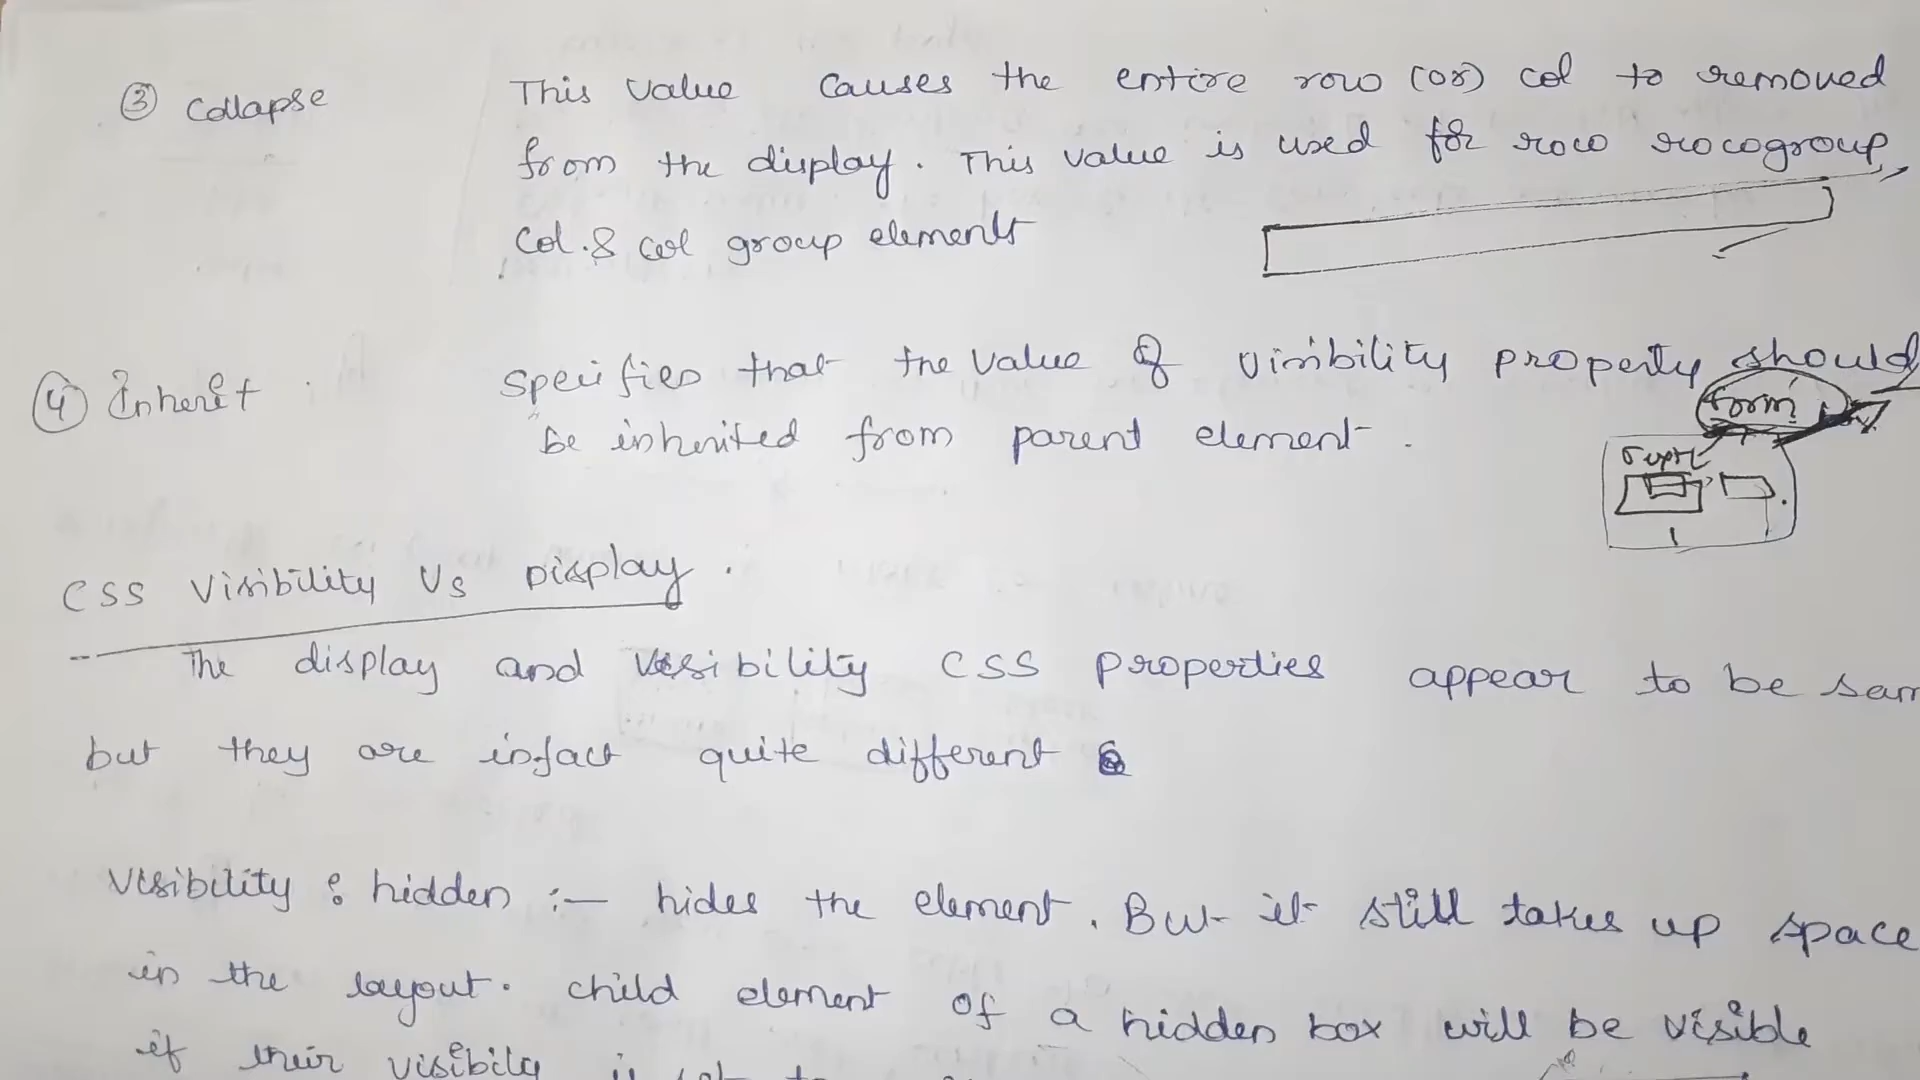 ③ Collapse This value causes the entire row (or) col to removed
from the display. This value is used for row rowgroup,
col. & col group elements
④ Inherit : specifies that the value of visibility property should
be inherited from parent element.
form
CSS Visibility Vs Display.
The display and visibility CSS properties appear to be sam
but they are infact quite different
Visibility : hidden :- hides the element. But it still takes up space
in the layout. child element of a hidden box will be visible
if their visibility is set to